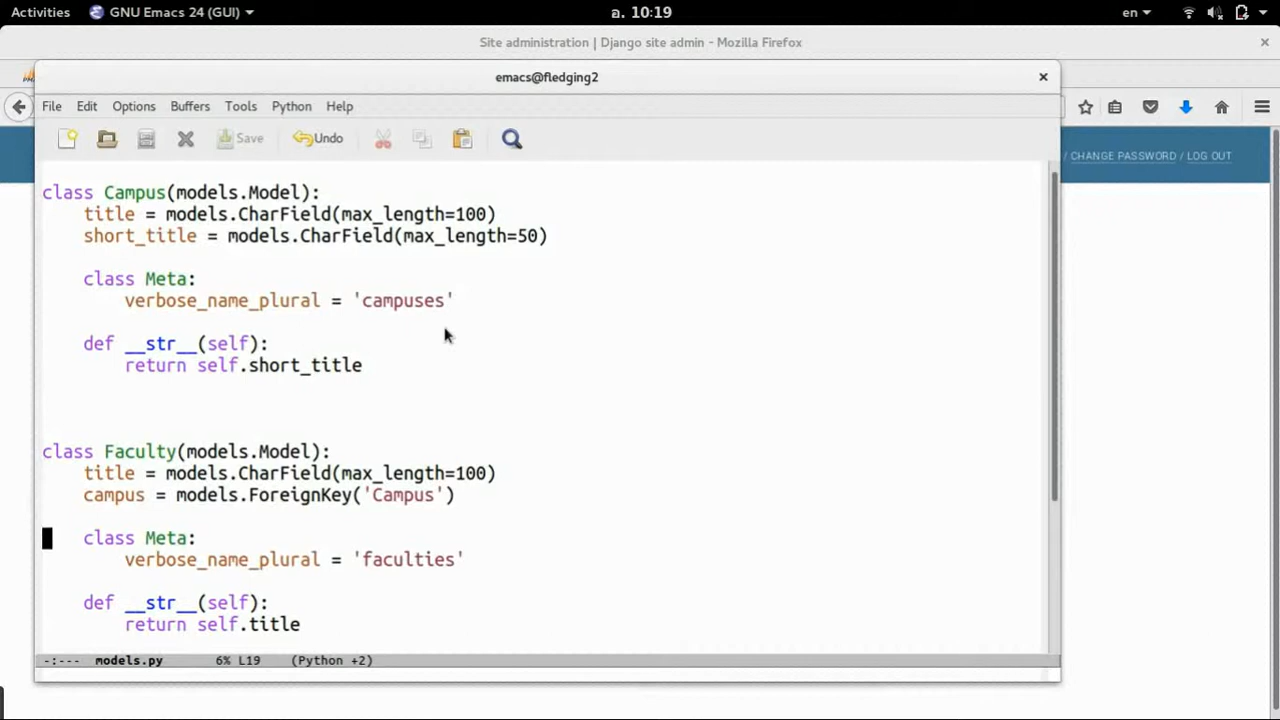 Activities GNU Emacs 24 (GUI) อ. 10:19 en
Site administration | Django site admin - Mozilla Firefox
emacs@fledging2
File Edit Options Buffers Tools Python Help
Save Undo
/ CHANGE PASSWORD / LOG OUT
class Campus(models.Model):
    title = models.CharField(max_length=100)
    short_title = models.CharField(max_length=50)
    class Meta:
        verbose_name_plural = 'campuses'
    def __str__(self):
        return self.short_title
class Faculty(models.Model):
    title = models.CharField(max_length=100)
    campus = models.ForeignKey('Campus')
    class Meta:
        verbose_name_plural = 'faculties'
    def __str__(self):
        return self.title
-:--- models.py 6% L19 (Python +2)